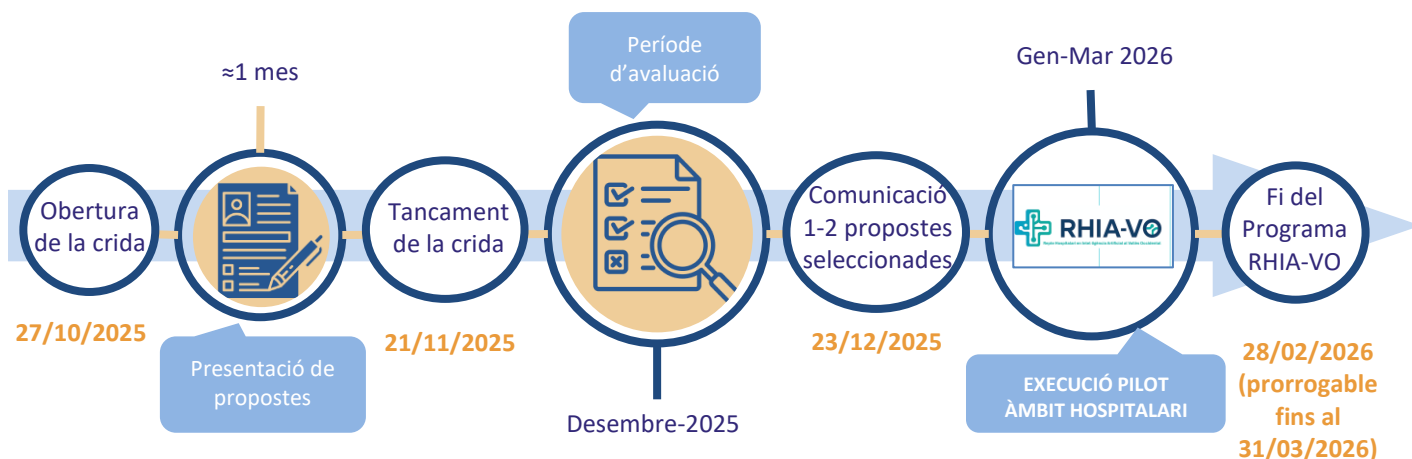 Obertura
de la crida
27/10/2025
≈1 mes
Presentació de
propostes
Tancament
de la crida
21/11/2025
Període
d’avaluació
Desembre-2025
Comunicació
1-2 propostes
seleccionades
23/12/2025
Gen-Mar 2026
RHIA-VO
EXECUCIÓ PILOT
ÀMBIT HOSPITALARI
Fi del
Programa
RHIA-VO
28/02/2026
(prorrogable
fins al
31/03/2026)